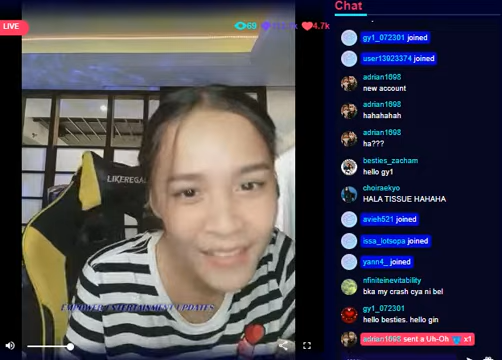 LIVE
69
4.7k
LIKEREGAL
EMPOWER ENTERTAINMENT UPDATES
Chat
gy1_072301 joined
user13923374 joined
adrian1698
new account
adrian1698
hahahahah
adrian1698
ha???
besties_zacham
hello gy1
choiraekyo
HALA TISSUE HAHAHA
avieh521 joined
issa_lotsopa joined
yann4_ joined
nfiniteinevitability
bka my crash cya ni bel
gy1_072301
hello besties. hello gin
adrian1698 sent a Uh-Oh x1